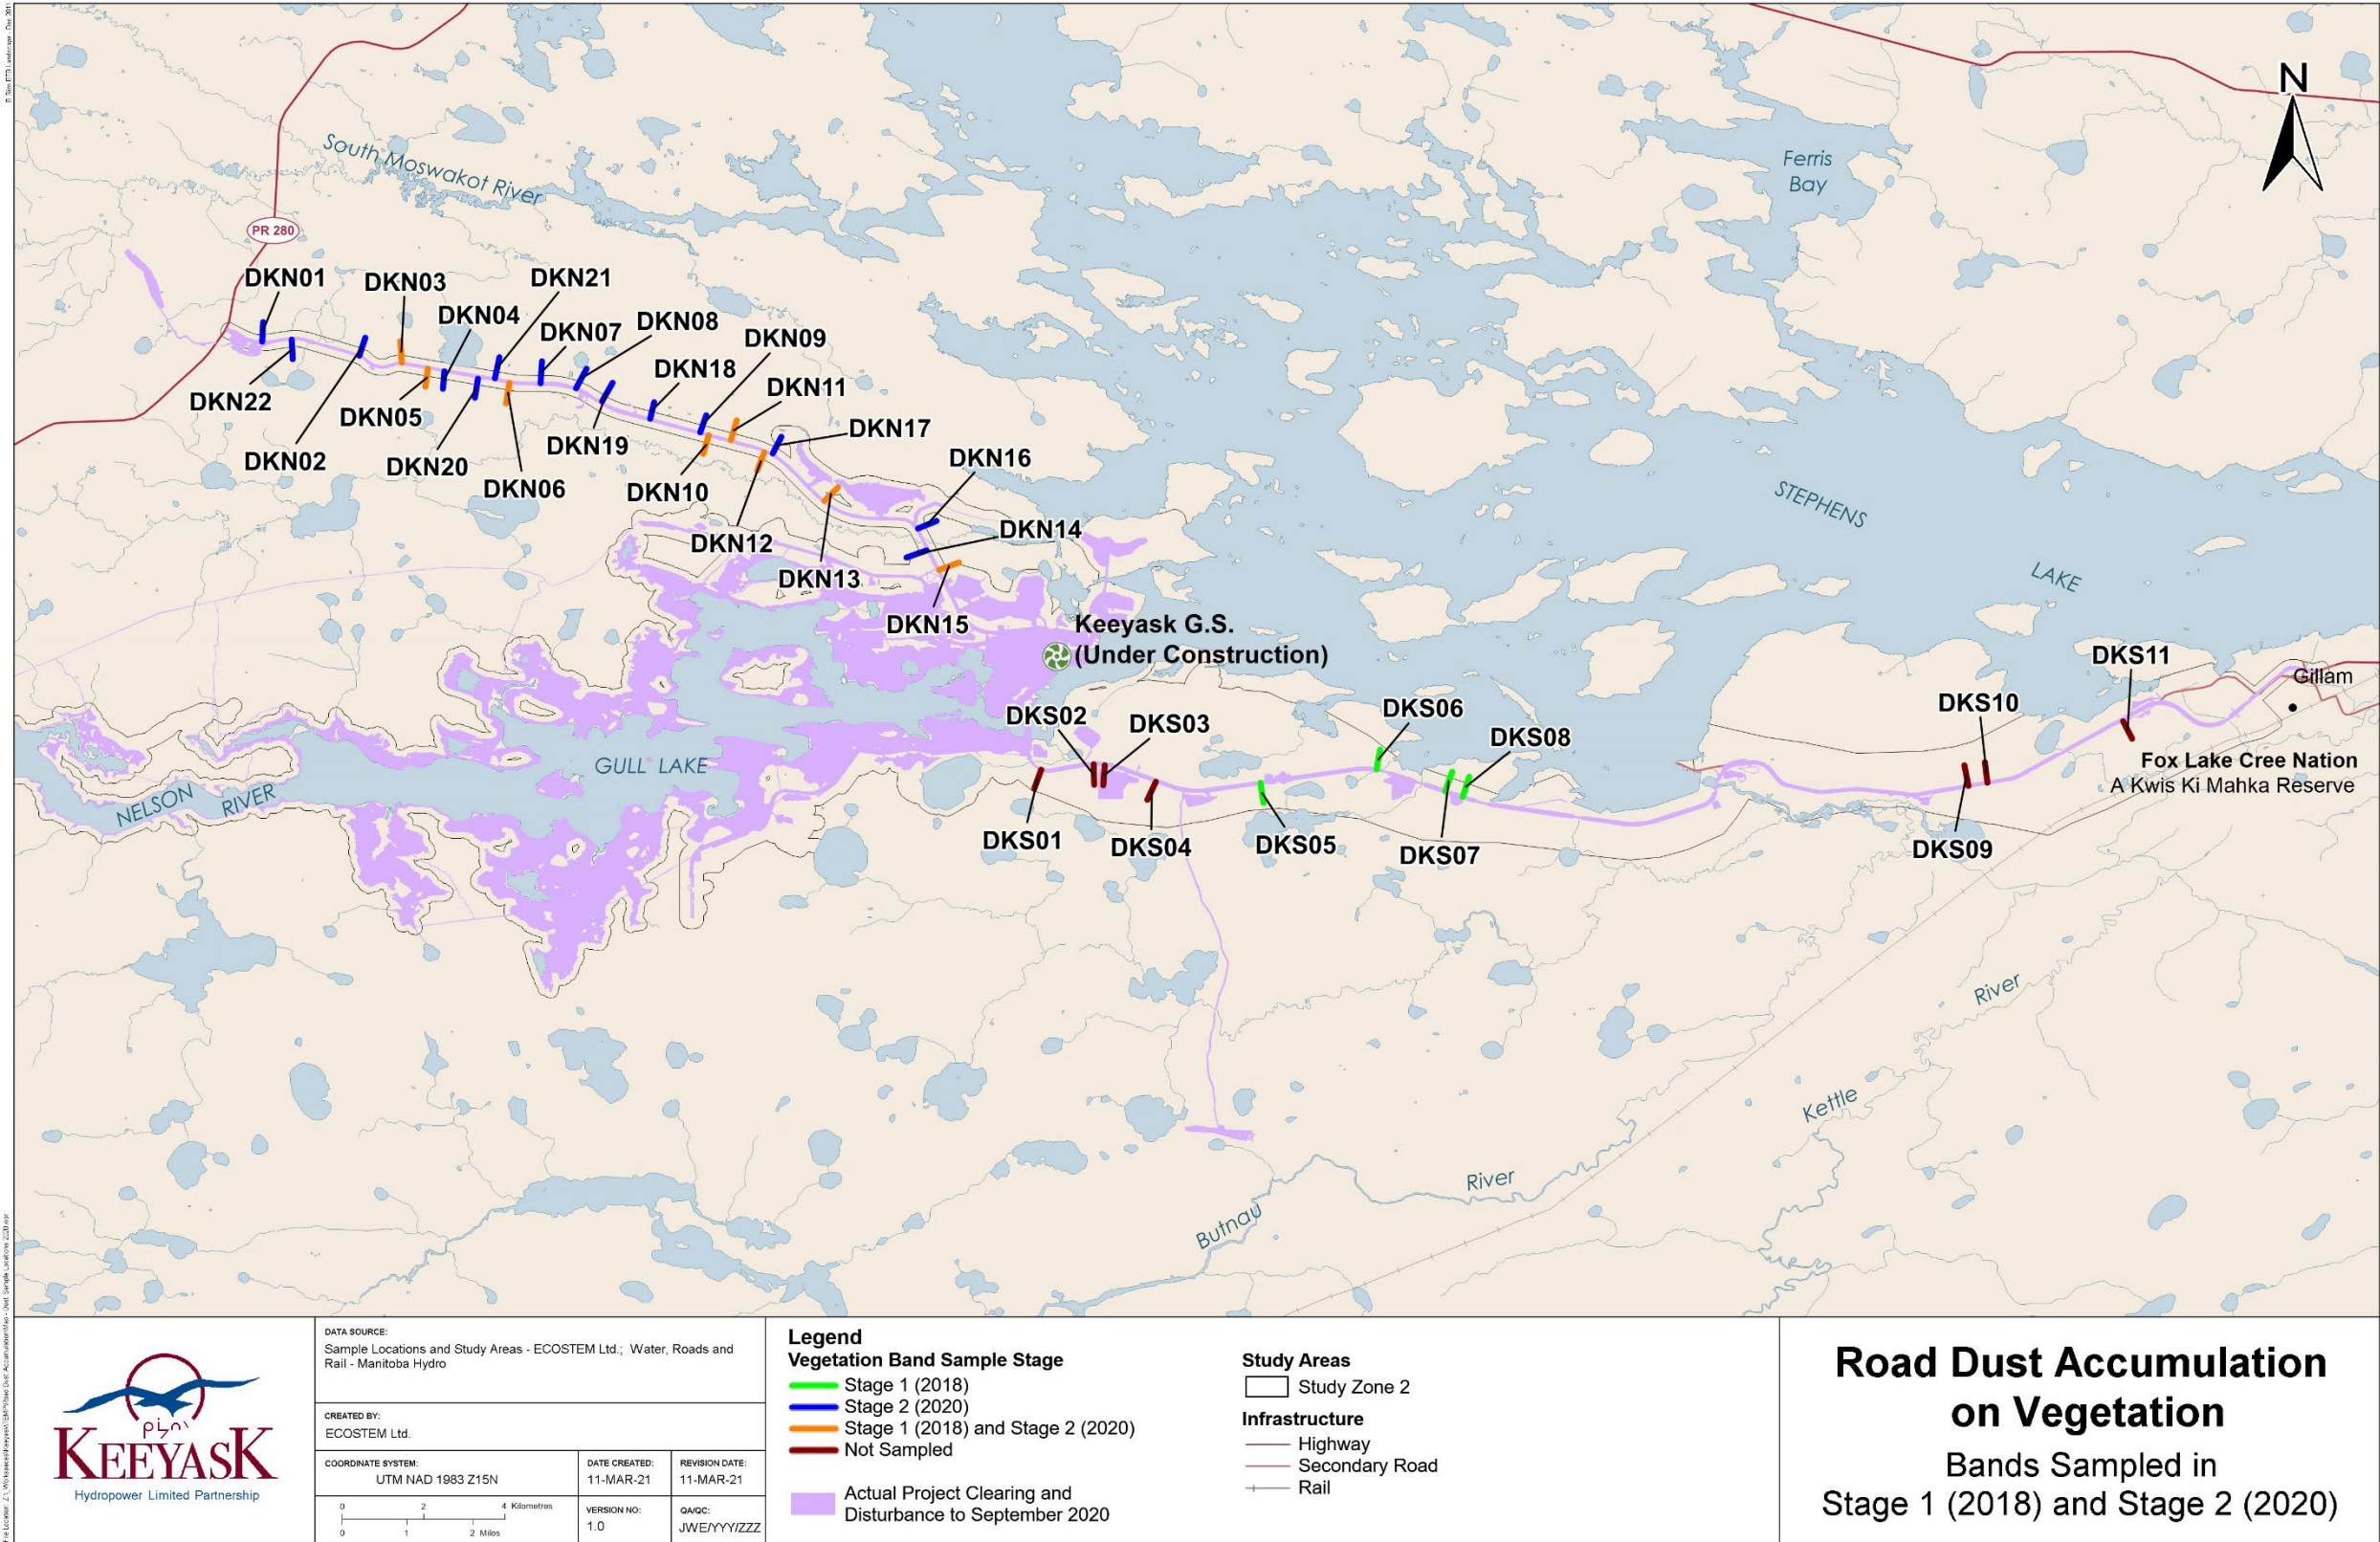 N
South Moswakot River
Ferris
Bay
PR 280
DKN01
DKN03
DKN21
DKN04
DKN07
DKN08
DKN09
DKN18
DKN11
DKN22
DKN05
DKN17
DKN02
DKN20
DKN19
DKN16
DKN06
DKN10
STEPHENS
DKN14
DKN12
DKN13
LAKE
DKN15
Keeyask G.S.
(Under Construction)
DKS11
Gillam
DKS02
DKS03
DKS06
DKS10
DKS08
GULL LAKE
Fox Lake Cree Nation
A Kwis Ki Mahka Reserve
NELSON RIVER
DKS01
DKS04
DKS05
DKS07
DKS09
River
Kettle
River
Butnau
KEEYASK
Hydropower Limited Partnership
DATA SOURCE:
Sample Locations and Study Areas - ECOSTEM Ltd.; Water, Roads and
Rail - Manitoba Hydro
CREATED BY:
ECOSTEM Ltd.
COORDINATE SYSTEM:
UTM NAD 1983 Z15N
DATE CREATED:
11-MAR-21
REVISION DATE:
11-MAR-21
0 2 4 Kilometres
0 1 2 Miles
VERSION NO:
1.0
QA/QC:
JWE/YYY/ZZZ
Legend
Vegetation Band Sample Stage
Stage 1 (2018)
Stage 2 (2020)
Stage 1 (2018) and Stage 2 (2020)
Not Sampled
Actual Project Clearing and
Disturbance to September 2020
Study Areas
Study Zone 2
Infrastructure
Highway
Secondary Road
Rail
Road Dust Accumulation
on Vegetation
Bands Sampled in
Stage 1 (2018) and Stage 2 (2020)